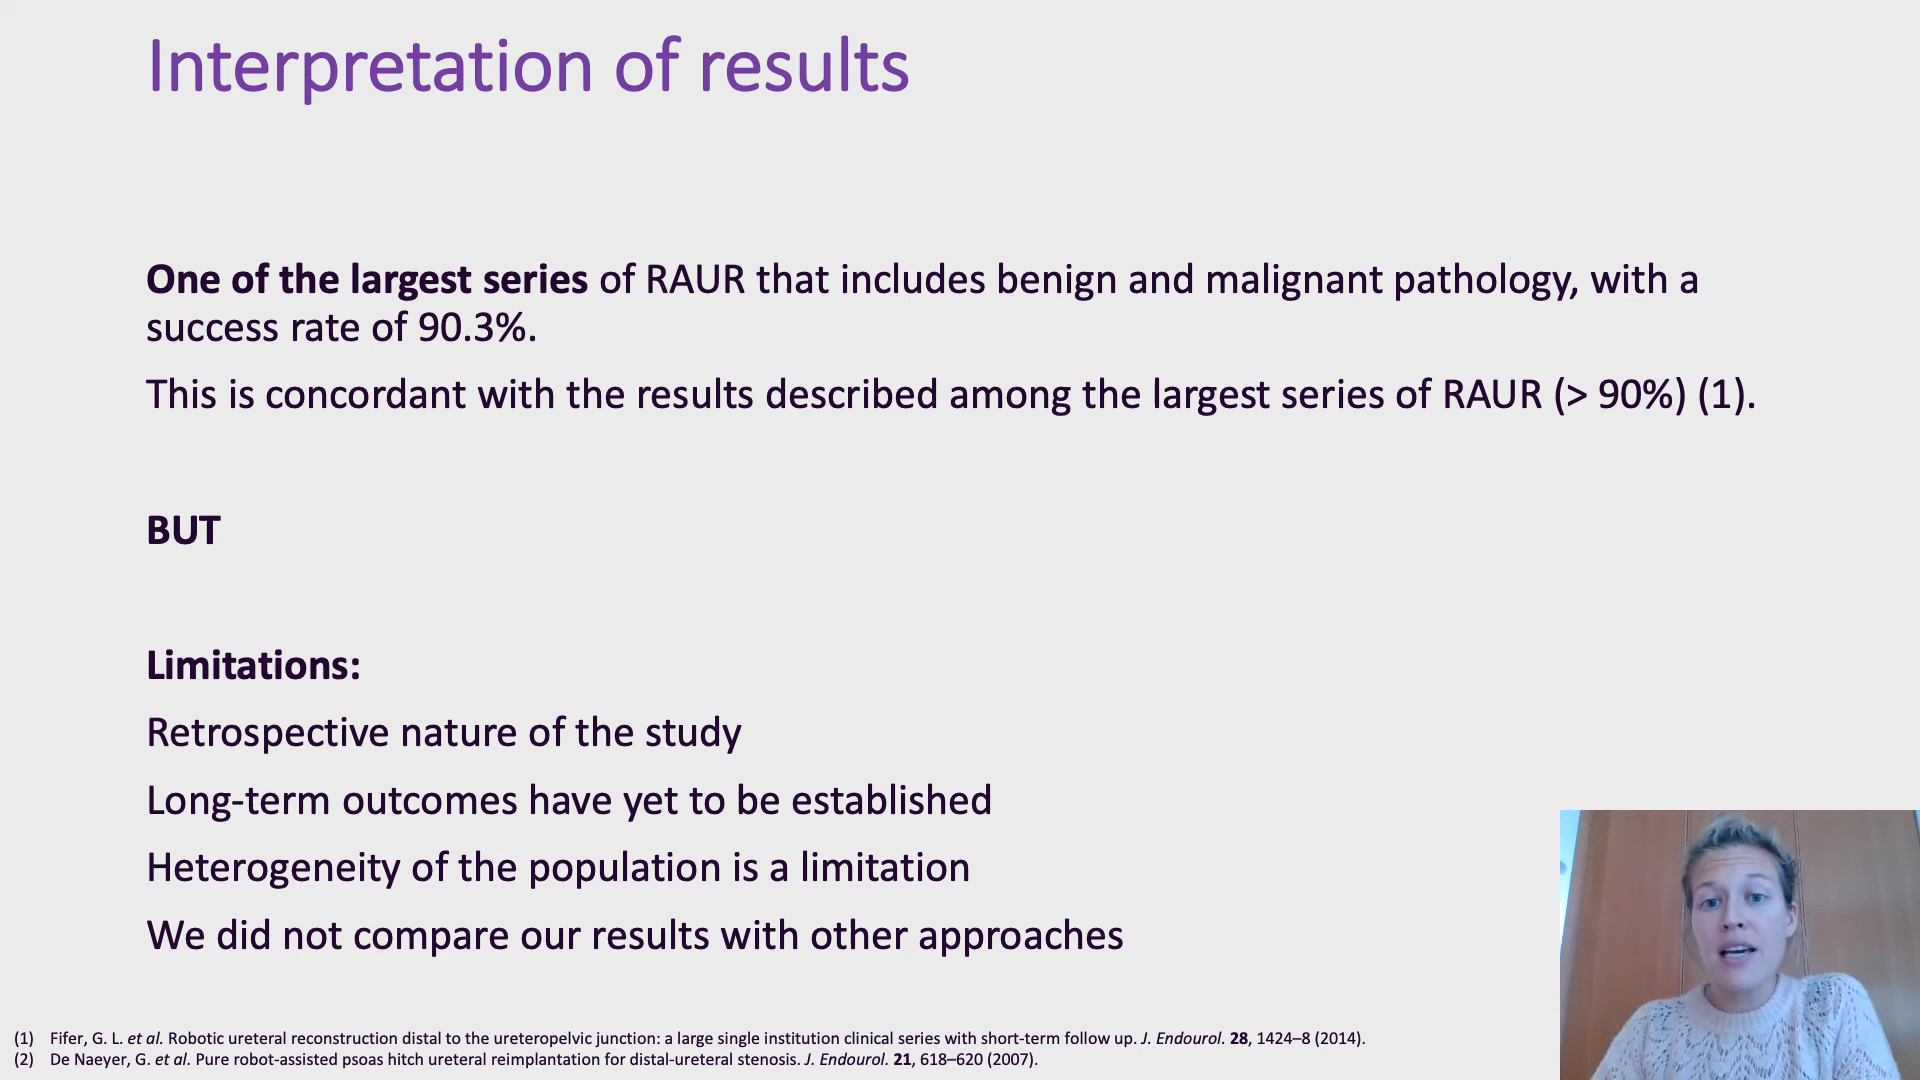 Interpretation of results
One of the largest series of RAUR that includes benign and malignant pathology, with a
success rate of 90.3%.
This is concordant with the results described among the largest series of RAUR (> 90%) (1).
BUT
Limitations:
Retrospective nature of the study
Long-term outcomes have yet to be established
Heterogeneity of the population is a limitation
We did not compare our results with other approaches
(1) Fifer, G. L. et al. Robotic ureteral reconstruction distal to the ureteropelvic junction: a large single institution clinical series with short-term follow up. J. Endourol. 28, 1424–8 (2014).
(2) De Naeyer, G. et al. Pure robot-assisted psoas hitch ureteral reimplantation for distal-ureteral stenosis. J. Endourol. 21, 618–620 (2007).